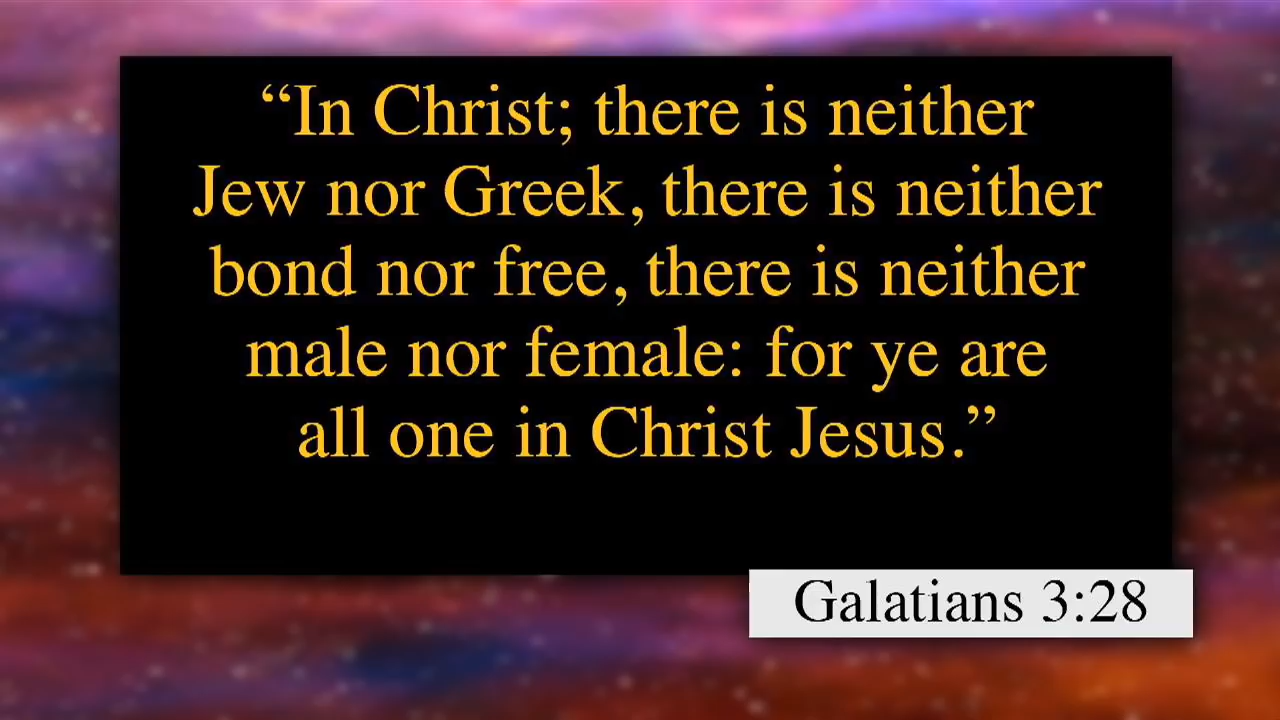 “In Christ; there is neither
Jew nor Greek, there is neither
bond nor free, there is neither
male nor female: for ye are
all one in Christ Jesus.”
Galatians 3:28